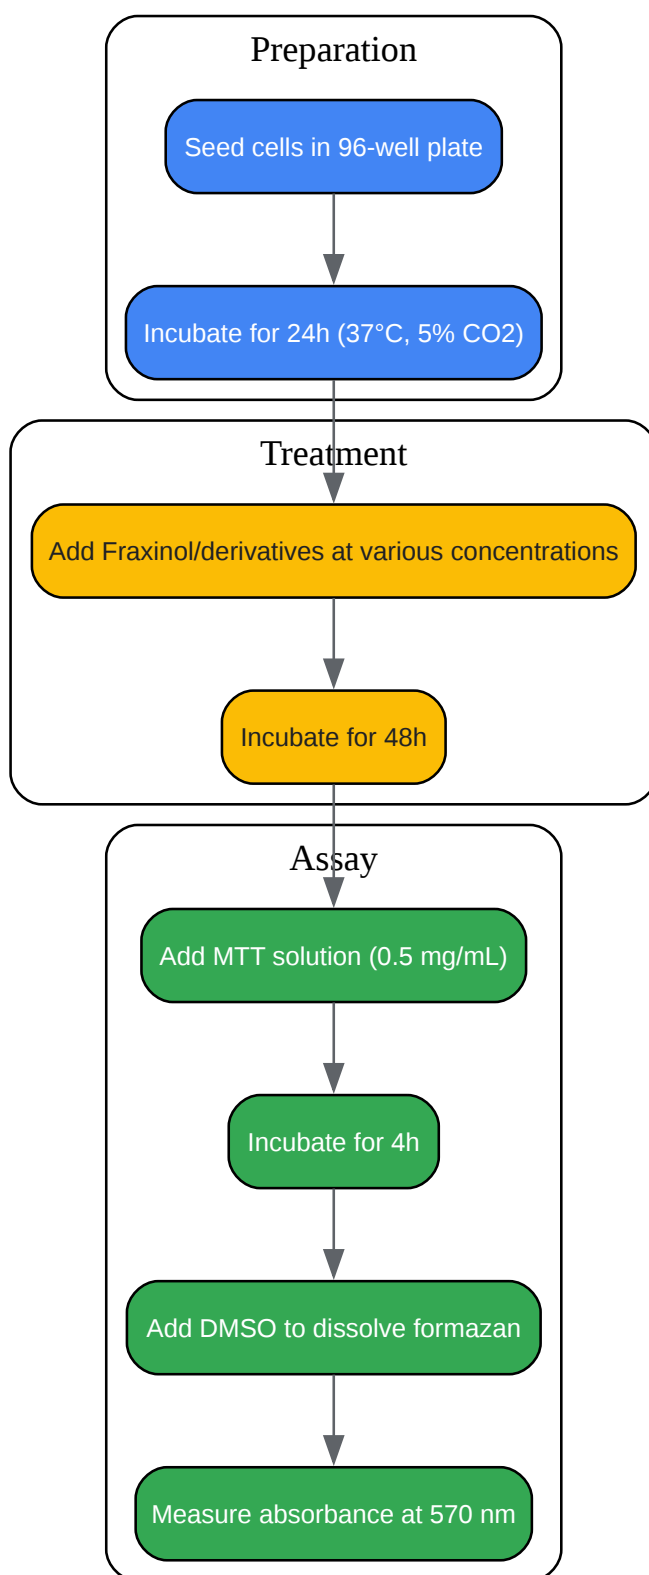 Preparation
Seed cells in 96-well plate
Incubate for 24h (37°C, 5% CO2)
Treatment
Add Fraxinol/derivatives at various concentrations
Incubate for 48h
Assay
Add MTT solution (0.5 mg/mL)
Incubate for 4h
Add DMSO to dissolve formazan
Measure absorbance at 570 nm